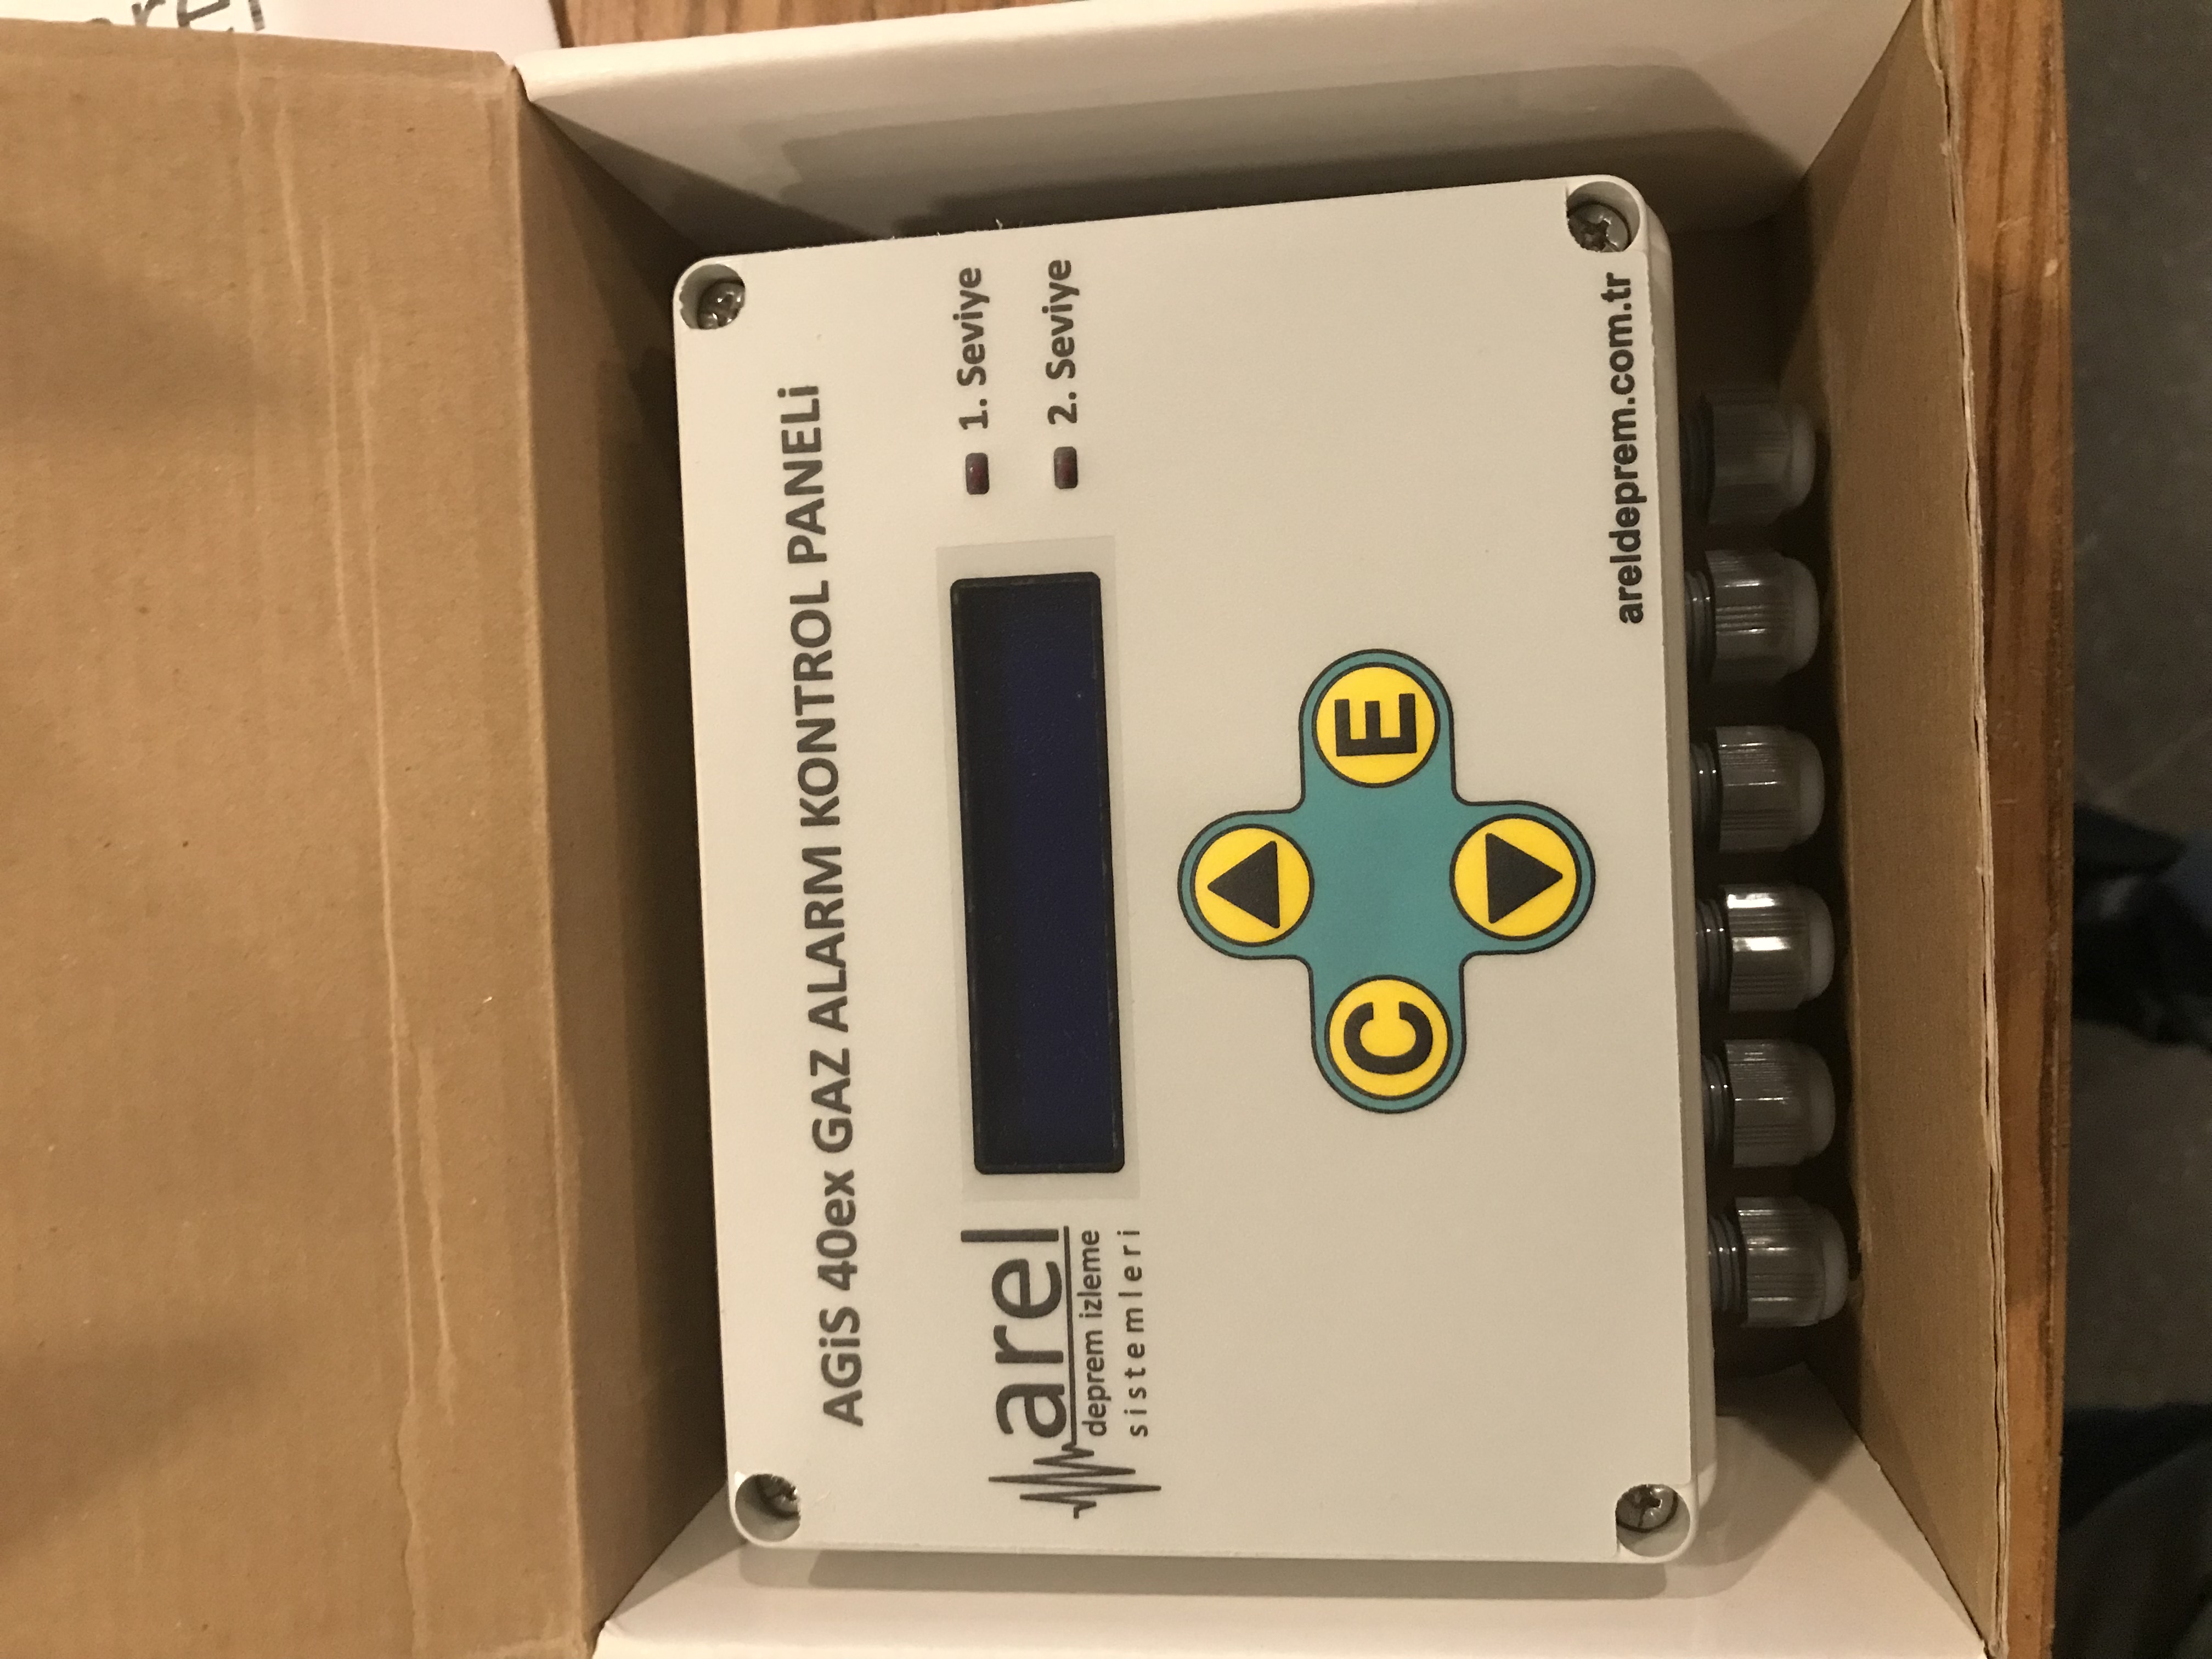 AGiS 40ex GAZ ALARM KONTROL PANELi
arel
deprem izleme
sistemleri
1. Seviye
2. Seviye
C
E
areldeprem.com.tr